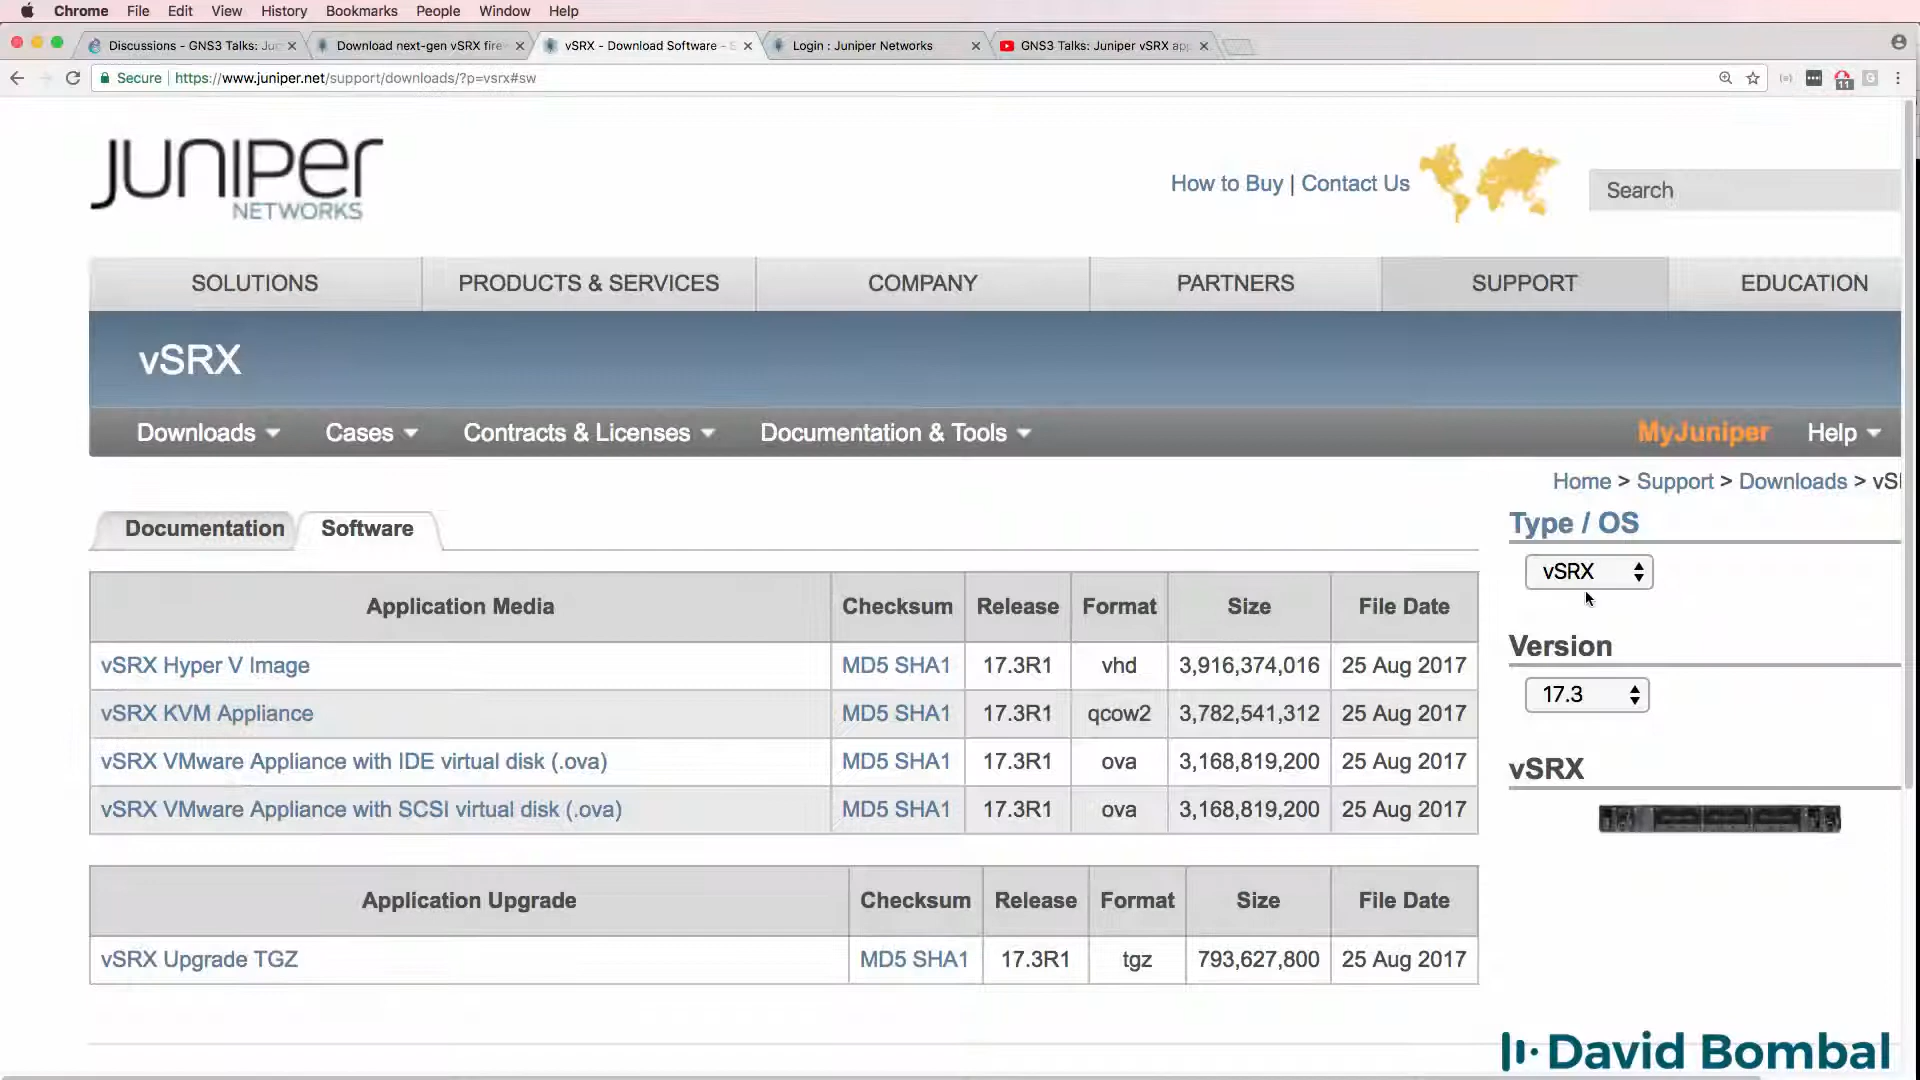 Chrome File Edit View History Bookmarks People Window Help
Discussions - GNS3 Talks: Download next-gen vSRX fire vSRX - Download Software - Login : Juniper Networks GNS3 Talks: Juniper vSRX
Secure https://www.juniper.net/support/downloads/?p=vsrx#sw
11
JUNIPER
NETWORKS
How to Buy | Contact Us
Search
SOLUTIONS PRODUCTS & SERVICES COMPANY PARTNERS SUPPORT EDUCATION
vSRX
Downloads Cases Contracts & Licenses Documentation & Tools MyJuniper Help
Home > Support > Downloads >
Documentation Software
Type / OS
vSRX
Version
17.3
vSRX
Application Media Checksum Release Format Size File Date
vSRX Hyper V Image MD5 SHA1 17.3R1 vhd 3,916,374,016 25 Aug 2017
vSRX KVM Appliance MD5 SHA1 17.3R1 qcow2 3,782,541,312 25 Aug 2017
vSRX VMware Appliance with IDE virtual disk (.ova) MD5 SHA1 17.3R1 ova 3,168,819,200 25 Aug 2017
vSRX VMware Appliance with SCSI virtual disk (.ova) MD5 SHA1 17.3R1 ova 3,168,819,200 25 Aug 2017
Application Upgrade Checksum Release Format Size File Date
vSRX Upgrade TGZ MD5 SHA1 17.3R1 tgz 793,627,800 25 Aug 2017
David Bombal